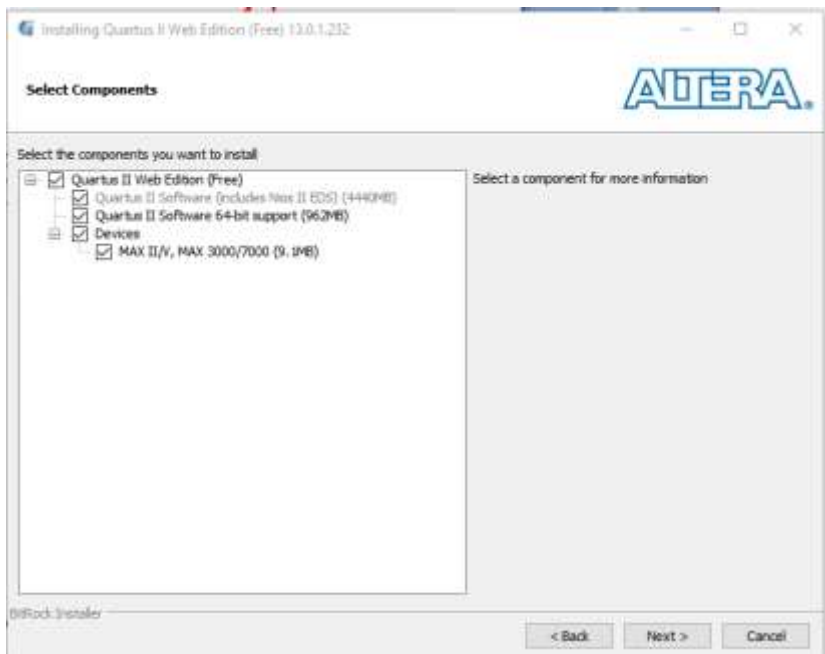 Installing Quartus II Web Edition (Free) 13.0.1.232
Select Components
ALTERA.
Select the components you want to install
Quartus II Web Edition (Free)
Quartus II Software (includes Nios II EDS) (4440MB)
Quartus II Software 64-bit support (962MB)
Devices
MAX II/V, MAX 3000/7000 (9.1MB)
Select a component for more information
BitRock Installer
< Back
Next >
Cancel